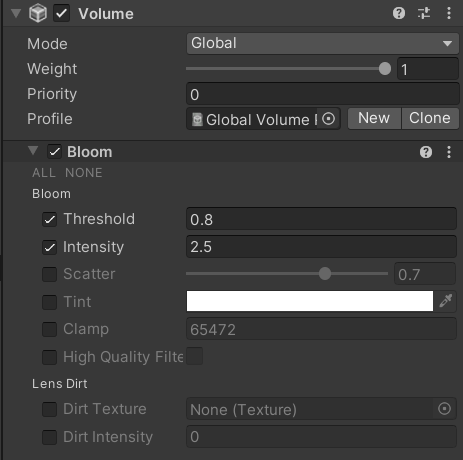 Volume
Mode Global
Weight 1
Priority 0
Profile Global Volume New Clone
Bloom
ALL NONE
Bloom
Threshold 0.8
Intensity 2.5
Scatter 0.7
Tint
Clamp 65472
High Quality Filte
Lens Dirt
Dirt Texture None (Texture)
Dirt Intensity 0